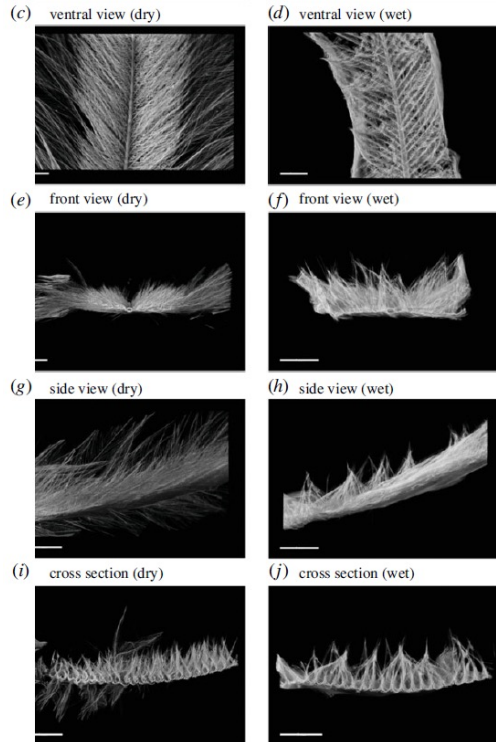 (c) ventral view (dry)
(d) ventral view (wet)
(e) front view (dry)
(f) front view (wet)
(g) side view (dry)
(h) side view (wet)
(i) cross section (dry)
(j) cross section (wet)